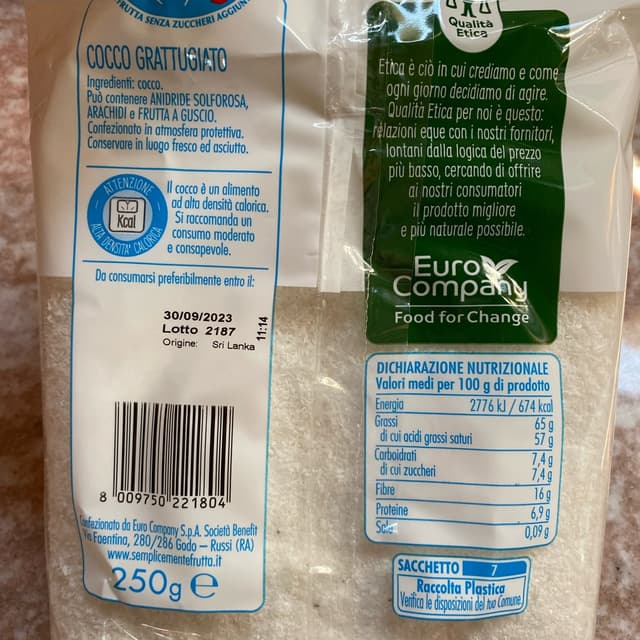 FRUTTA SENZA ZUCCHERI AGGIUN
COCCO GRATTUGIATO
Ingredienti: cocco.
Può contenere ANIDRIDE SOLFOROSA,
ARACHIDI e FRUTTA A GUSCIO.
Confezionato in atmosfera protettiva.
Conservare in luogo fresco ed asciutto.
ATTENZIONE
Kcal
ALTA DENSITA' CALORICA
Il cocco è un alimento
ad alta densità calorica.
Si raccomanda un
consumo moderato
e consapevole.
Da consumarsi preferibilmente entro il:
30/09/2023
Lotto 2187
Origine: Sri Lanka
11:14
8 009750 221804
Confezionato da Euro Company S.p.A. Società Benefit
Via Faentina, 280/286 Godo – Russi (RA)
www.semplicementefrutta.it
250g e
Qualità
Etica
Etica è ciò in cui crediamo e come
ogni giorno decidiamo di agire.
Qualità Etica per noi è questo:
relazioni eque con i nostri fornitori,
lontani dalla logica del prezzo
più basso, cercando di offrire
ai nostri consumatori
il prodotto migliore
e più naturale possibile.
Euro
Company
Food for Change
DICHIARAZIONE NUTRIZIONALE
Valori medi per 100 g di prodotto
Energia 2776 kJ / 674 kcal
Grassi 65 g
di cui acidi grassi saturi 57 g
Carboidrati 7,4 g
di cui zuccheri 7,4 g
Fibre 16 g
Proteine 6,9 g
Sale 0,09 g
SACCHETTO 7
Raccolta Plastica
Verifica le disposizioni del tuo Comune